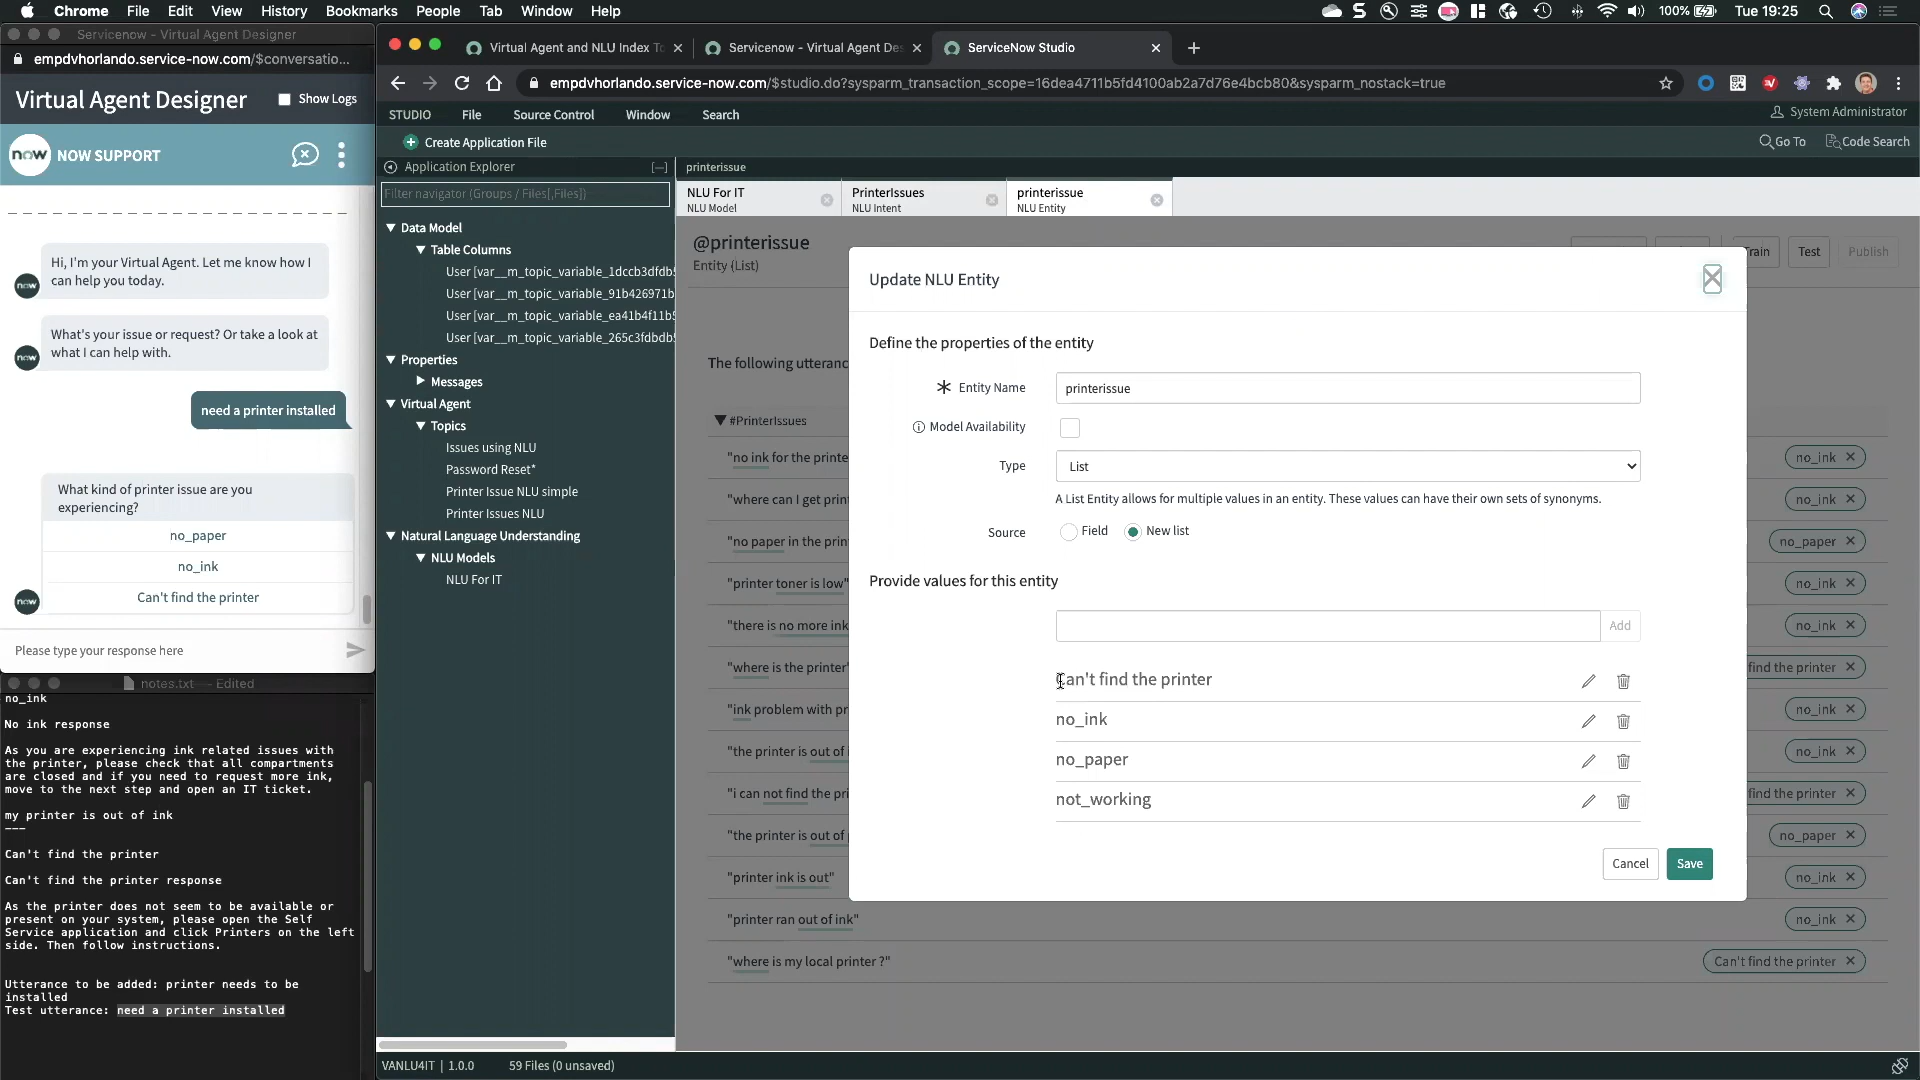 Chrome File Edit View History Bookmarks People Tab Window Help
100% Tue 19:25
Servicenow - Virtual Agent Designer
empdvhorlando.service-now.com/$conversatio...
Virtual Agent Designer
Show Logs
now NOW SUPPORT
Hi, I'm your Virtual Agent. Let me know how I
can help you today.
now
What's your issue or request? Or take a look at
what I can help with.
now
need a printer installed
What kind of printer issue are you
experiencing?
no_paper
no_ink
Can't find the printer
now
Please type your response here
notes.txt — Edited
no_ink
No ink response
As you are experiencing ink related issues with
the printer, please check that all compartments
are closed and if you need to request more ink,
move to the next step and open an IT ticket.
my printer is out of ink
---
Can't find the printer
Can't find the printer response
As the printer does not seem to be available or
present on your system, please open the Self
Service application and click Printers on the left
side. Then follow instructions.
Utterance to be added: printer needs to be
installed
Test utterance: need a printer installed
Virtual Agent and NLU Index To
Servicenow - Virtual Agent Des
ServiceNow Studio
empdvhorlando.service-now.com/$studio.do?sysparm_transaction_scope=16dea4711b5fd4100ab2a7d76e4bcb80&sysparm_nostack=true
STUDIO File Source Control Window Search
System Administrator
Create Application File
Go To
Code Search
Application Explorer
[—]
Filter navigator (Groups / Files[,Files])
Data Model
Table Columns
User [var__m_topic_variable_1dccb3dfdb5
User [var__m_topic_variable_91b426971b
User [var__m_topic_variable_ea41b4f11b5
User [var__m_topic_variable_265c3fdbdb5
Properties
Messages
Virtual Agent
Topics
Issues using NLU
Password Reset*
Printer Issue NLU simple
Printer Issues NLU
Natural Language Understanding
NLU Models
NLU For IT
VANLU4IT | 1.0.0
59 Files (0 unsaved)
printerissue
NLU For IT
NLU Model
PrinterIssues
NLU Intent
printerissue
NLU Entity
@printerissue
Entity (List)
Train
Test
Publish
The following utteranc
#PrinterIssues
"no ink for the printe
no_ink
"where can I get print
no_ink
"no paper in the print
no_paper
"printer toner is low"
no_ink
"there is no more ink
no_ink
"where is the printer"
find the printer
"ink problem with pr
no_ink
"the printer is out of i
no_ink
"i can not find the pri
find the printer
"the printer is out of p
no_paper
"printer ink is out"
no_ink
"printer ran out of ink"
no_ink
"where is my local printer ?"
Can't find the printer
Update NLU Entity
Define the properties of the entity
Entity Name
printerissue
Model Availability
Type
List
A List Entity allows for multiple values in an entity. These values can have their own sets of synonyms.
Source
Field
New list
Provide values for this entity
Add
Can't find the printer
no_ink
no_paper
not_working
Cancel
Save